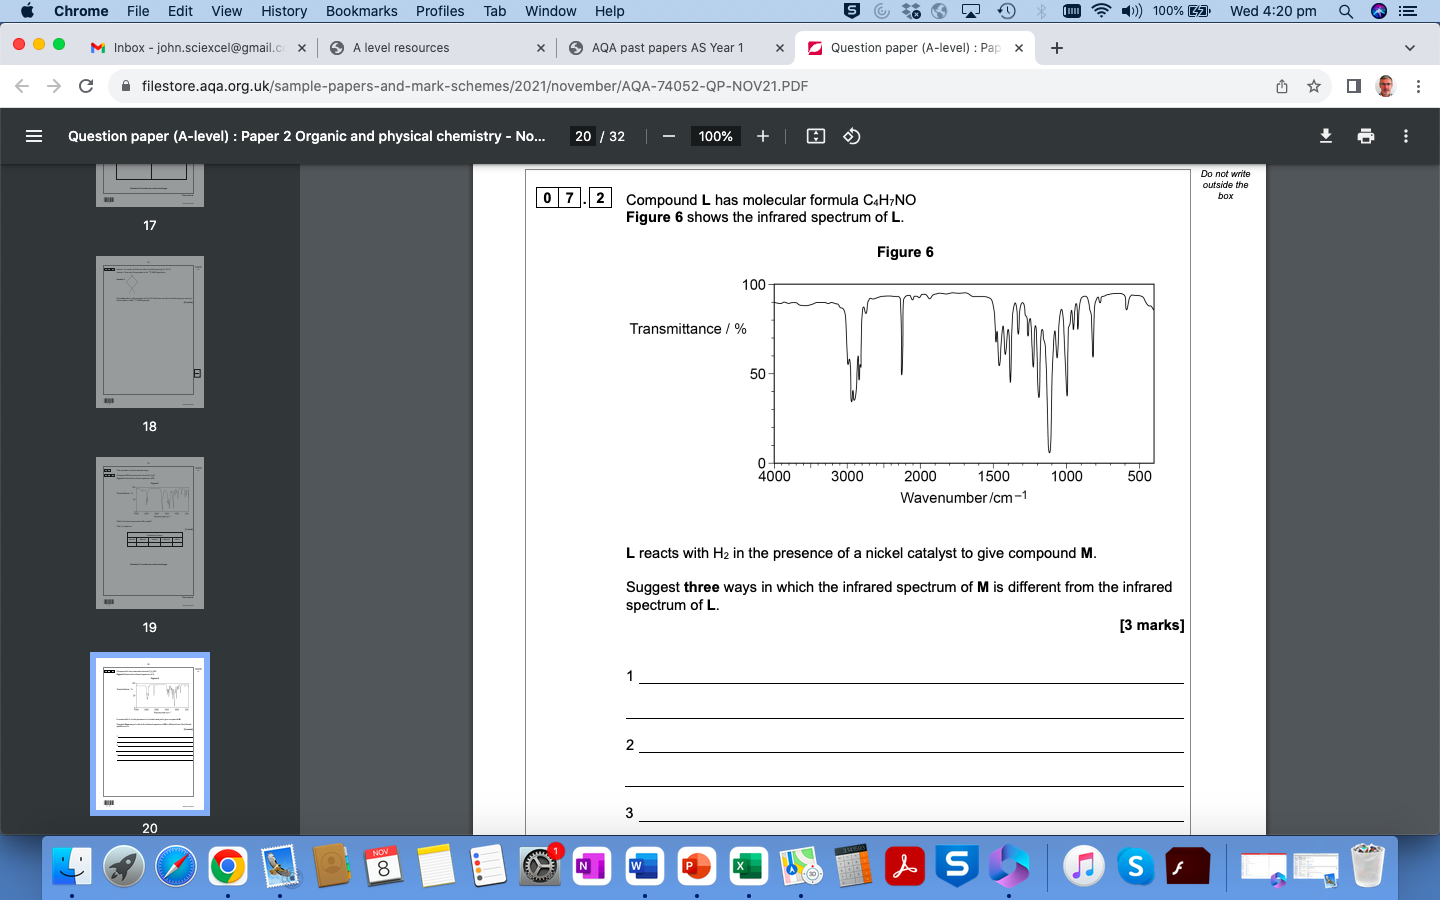 Chrome File Edit View History Bookmarks Profiles Tab Window Help 100% Wed 4:20 pm
Inbox - john.sciexcel@gmail.c A level resources AQA past papers AS Year 1 Question paper (A-level) : Pap
filestore.aqa.org.uk/sample-papers-and-mark-schemes/2021/november/AQA-74052-QP-NOV21.PDF
Question paper (A-level) : Paper 2 Organic and physical chemistry - No... 20 / 32 100%
17
18
19
20
Do not write
outside the
box
0 7 . 2 Compound L has molecular formula C₄H₇NO
Figure 6 shows the infrared spectrum of L.
Figure 6
100
Transmittance / %
50
0
4000 3000 2000 1500 1000 500
Wavenumber/cm⁻¹
L reacts with H₂ in the presence of a nickel catalyst to give compound M.
Suggest three ways in which the infrared spectrum of M is different from the infrared
spectrum of L.
[3 marks]
1
2
3
NOV
8
1